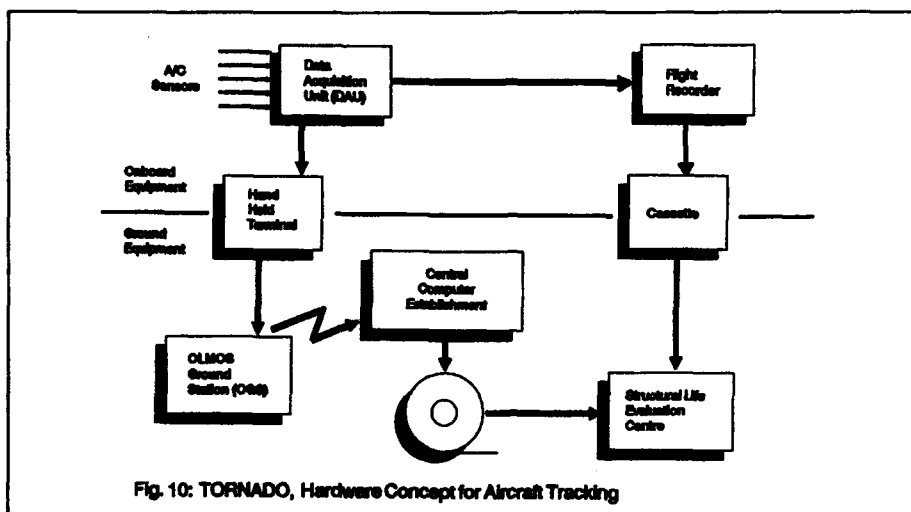 A/C
Sensors
Data
Acquisition
Unit (DAU)
Flight
Recorder
Onboard
Equipment
Ground
Equipment
Hand
Held
Terminal
Cassette
Central
Computer
Establishment
OLMOS
Ground
Station (OGS)
Structural Life
Evaluation
Centre
Fig. 10: TORNADO, Hardware Concept for Aircraft Tracking